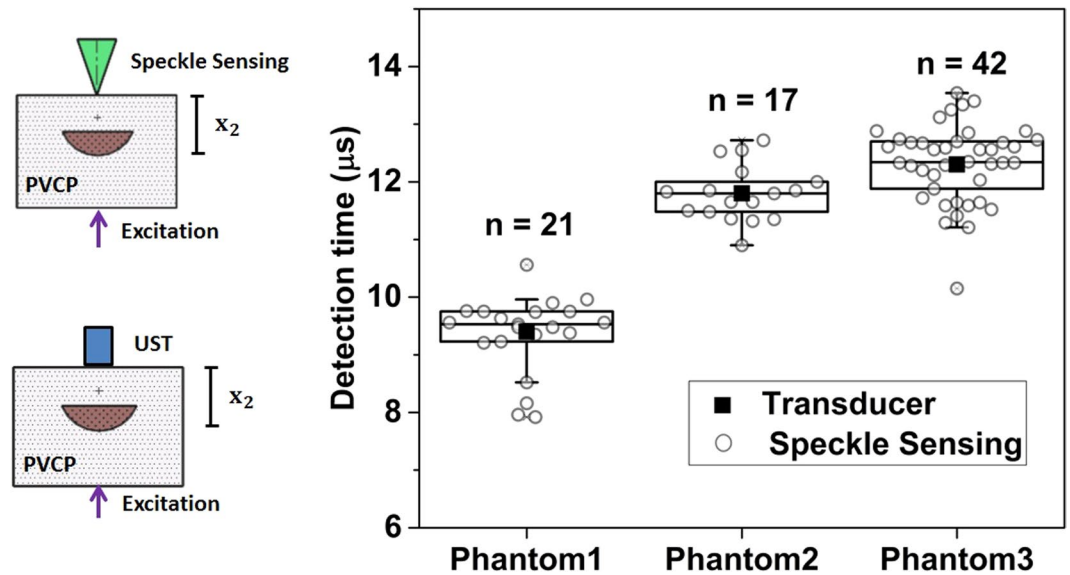 Speckle Sensing
x₂
PVCP
Excitation
UST
x₂
PVCP
Excitation
Detection time (µs)
14
12
10
8
6
n = 21
n = 17
n = 42
Transducer
Speckle Sensing
Phantom1 Phantom2 Phantom3